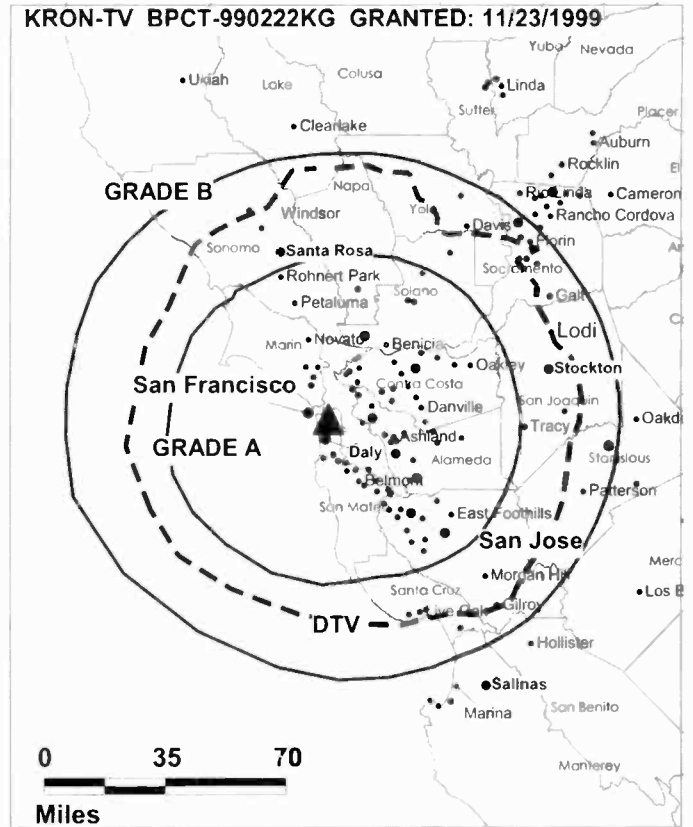 KRON-TV BPCT-990222KG GRANTED: 11/23/1999
Yuba
Nevada
Ukiah
Lake
Colusa
Linda
Sutter
Placer
Clearlake
Auburn
Rocklin
GRADE B
Napa
Rio Linda
Cameron
Windsor
Yolo
Rancho Cordova
Davis
Florin
Sonoma
Santa Rosa
Sacramento
Rohnert Park
Solano
Galt
Petaluma
Lodi
Marin
Novato
Benicia
Oakley
Stockton
San Francisco
Contra Costa
Danville
San Joaquin
Tracy
Oakd
GRADE A
Ashland
Daly
Alameda
Stanislous
Belmont
Patterson
San Mateo
East Foothills
San Jose
Merc
Morgan Hill
Santa Cruz
Los B
Live Oak
Gilroy
DTV
Hollister
Salinas
Marina
San Benito
0 35 70
Monterey
Miles